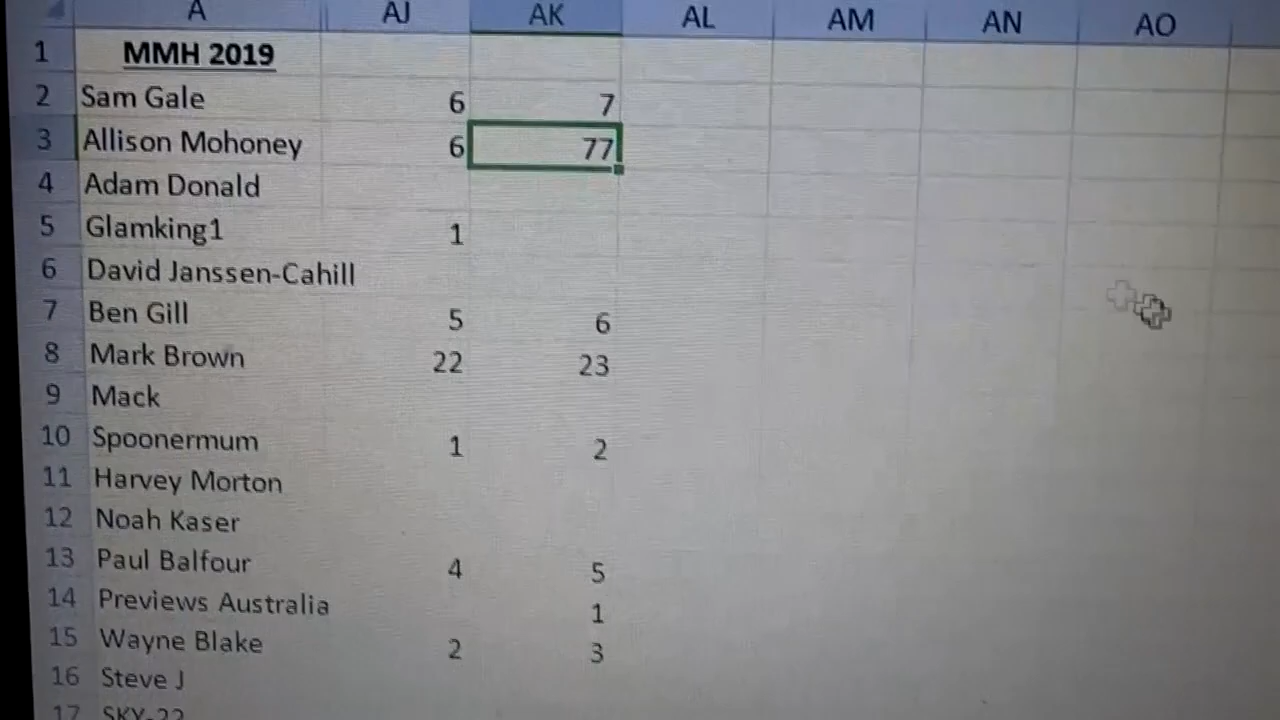 A AJ AK AL AM AN AO
1 MMH 2019
2 Sam Gale 6 7
3 Allison Mohoney 6 77
4 Adam Donald
5 Glamking1 1
6 David Janssen-Cahill
7 Ben Gill 5 6
8 Mark Brown 22 23
9 Mack
10 Spoonermum 1 2
11 Harvey Morton
12 Noah Kaser
13 Paul Balfour 4 5
14 Previews Australia 1
15 Wayne Blake 2 3
16 Steve J
17 SKY-22